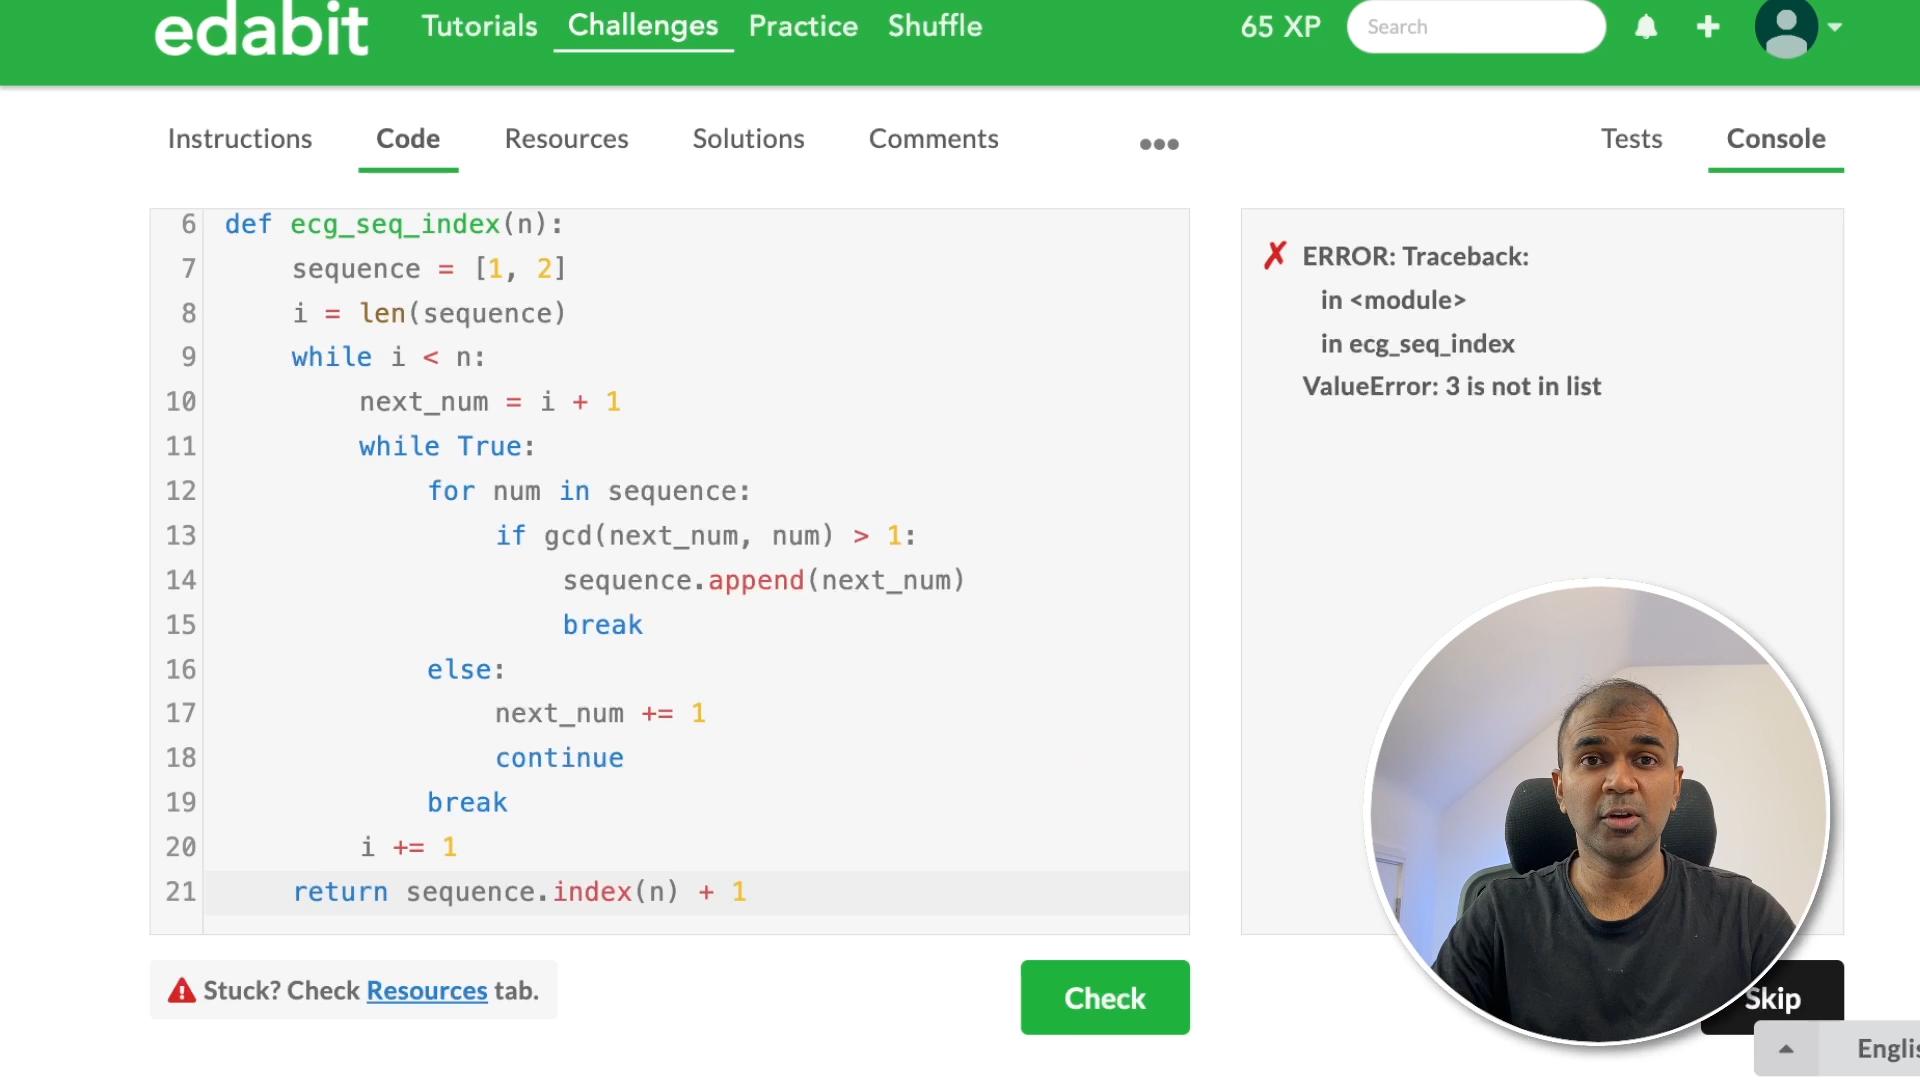 edabit
Tutorials Challenges Practice Shuffle 65 XP Search
Instructions Code Resources Solutions Comments Tests Console
6 def ecg_seq_index(n):
7 sequence = [1, 2]
8 i = len(sequence)
9 while i < n:
10 next_num = i + 1
11 while True:
12 for num in sequence:
13 if gcd(next_num, num) > 1:
14 sequence.append(next_num)
15 break
16 else:
17 next_num += 1
18 continue
19 break
20 i += 1
21 return sequence.index(n) + 1
✗ ERROR: Traceback:
in <module>
in ecg_seq_index
ValueError: 3 is not in list
Stuck? Check Resources tab.
Check
Skip
Englis